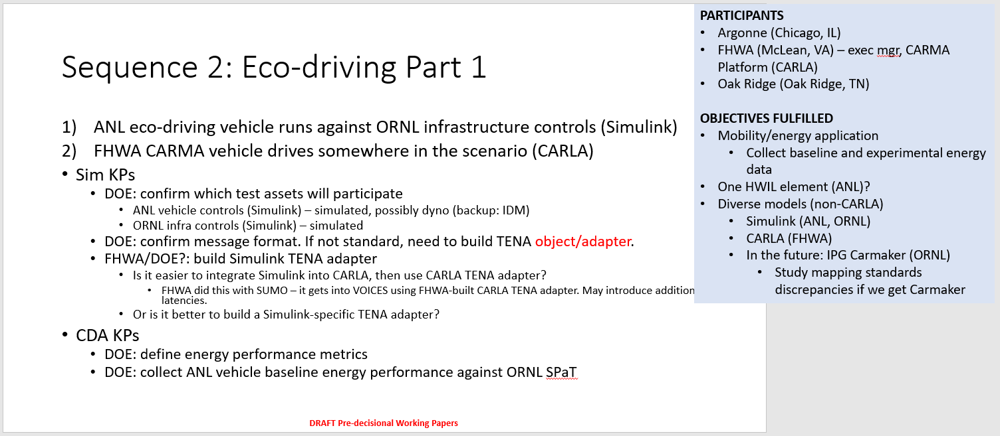 Sequence 2: Eco-driving Part 1
1) ANL eco-driving vehicle runs against ORNL infrastructure controls (Simulink)
2) FHWA CARMA vehicle drives somewhere in the scenario (CARLA)
• Sim KPs
• DOE: confirm which test assets will participate
• ANL vehicle controls (Simulink) – simulated, possibly dyno (backup: IDM)
• ORNL infra controls (Simulink) – simulated
• DOE: confirm message format. If not standard, need to build TENA object/adapter.
• FHWA/DOE?: build Simulink TENA adapter
• Is it easier to integrate Simulink into CARLA, then use CARLA TENA adapter?
• FHWA did this with SUMO – it gets into VOICES using FHWA-built CARLA TENA adapter. May introduce addition
latencies.
• Or is it better to build a Simulink-specific TENA adapter?
• CDA KPs
• DOE: define energy performance metrics
• DOE: collect ANL vehicle baseline energy performance against ORNL SPaT
DRAFT Pre-decisional Working Papers
PARTICIPANTS
• Argonne (Chicago, IL)
• FHWA (McLean, VA) – exec mgr, CARMA
Platform (CARLA)
• Oak Ridge (Oak Ridge, TN)
OBJECTIVES FULFILLED
• Mobility/energy application
• Collect baseline and experimental energy
data
• One HWIL element (ANL)?
• Diverse models (non-CARLA)
• Simulink (ANL, ORNL)
• CARLA (FHWA)
• In the future: IPG Carmaker (ORNL)
• Study mapping standards
discrepancies if we get Carmaker